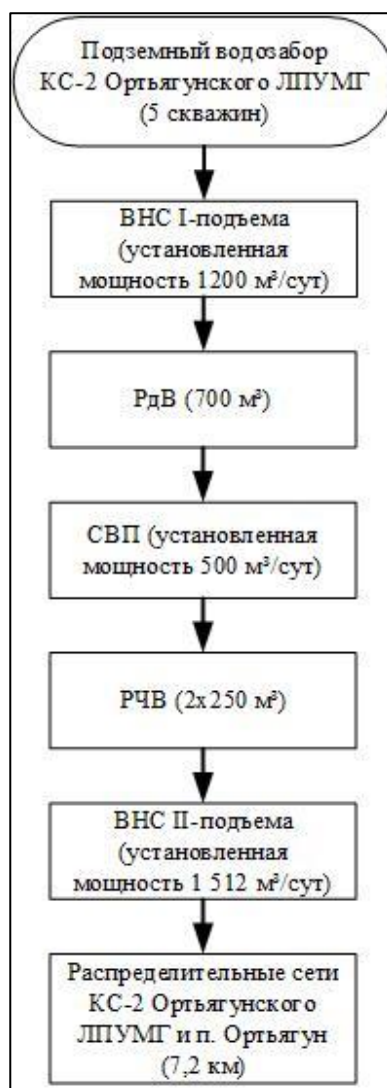 Подземный водозабор
КС-2 Ортьягунского ЛПУМГ
(5 скважин)
ВНС I-подъема
(установленная
мощность 1200 м³/сут)
РдВ (700 м³)
СВП (установленная
мощность 500 м³/сут)
РЧВ (2х250 м³)
ВНС II-подъема
(установленная
мощность 1 512 м³/сут)
Распределительные сети
КС-2 Ортьягунского
ЛПУМГ и п. Ортьягун
(7,2 км)